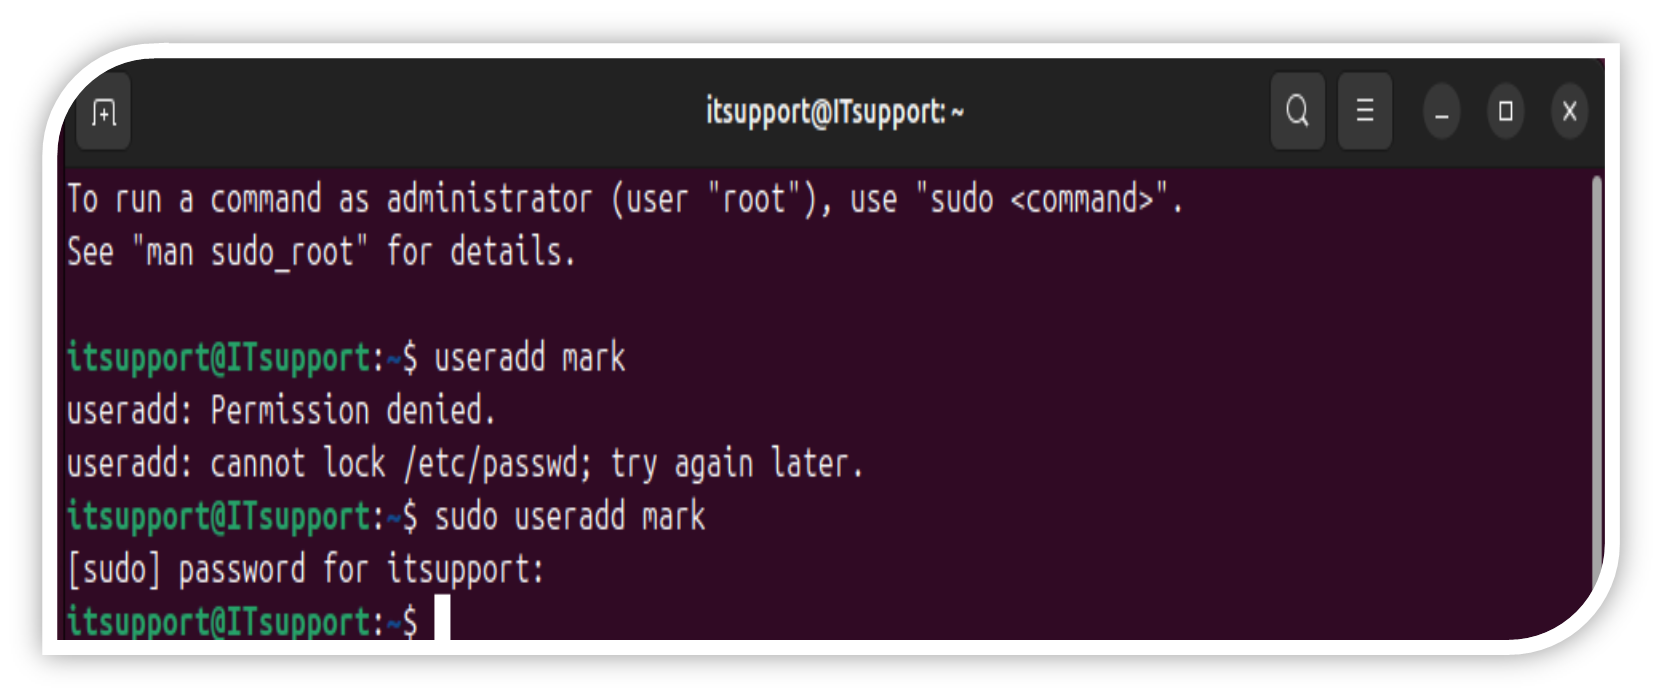 itsupport@ITsupport: ~
To run a command as administrator (user "root"), use "sudo <command>".
See "man sudo_root" for details.
itsupport@ITsupport:~$ useradd mark
useradd: Permission denied.
useradd: cannot lock /etc/passwd; try again later.
itsupport@ITsupport:~$ sudo useradd mark
[sudo] password for itsupport:
itsupport@ITsupport:~$